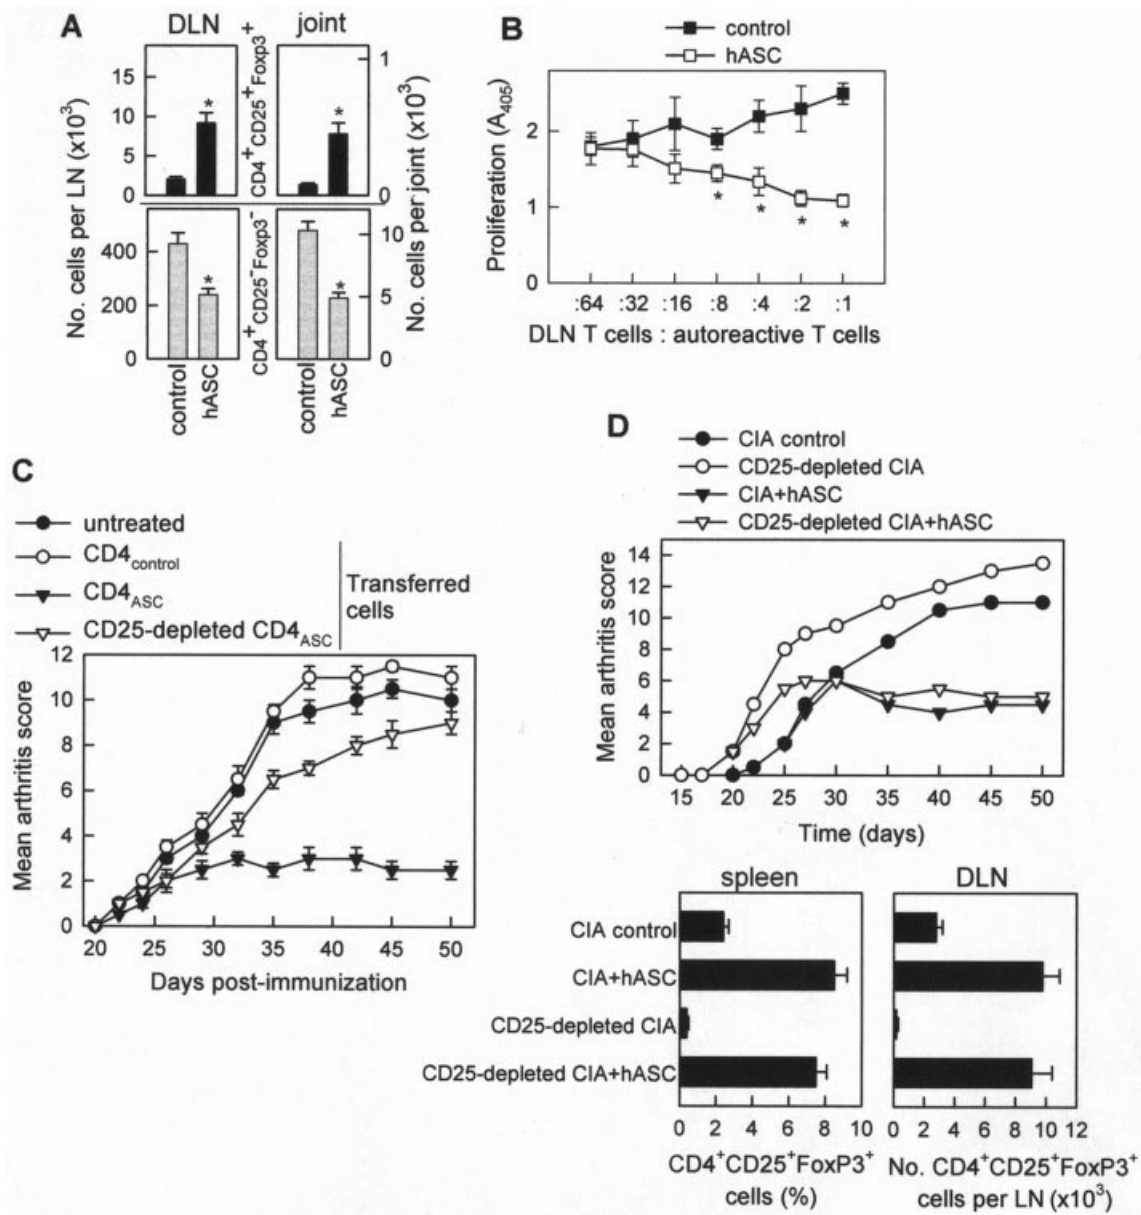 A
DLN
joint
No. cells per LN (x10³)
15
10
5
0
*
CD4⁺CD25⁺Foxp3⁺
*
1
0
No. cells per joint (x10³)
400
200
0
*
CD4⁺CD25⁻Foxp3⁻
*
10
5
0
control
hASC
control
hASC
B
control
hASC
Proliferation (A₄₀₅)
2
1
0
* * * *
:64 :32 :16 :8 :4 :2 :1
DLN T cells : autoreactive T cells
C
untreated
CD4control
CD4ASC
CD25-depleted CD4ASC
Transferred
cells
Mean arthritis score
12
10
8
6
4
2
0
20 25 30 35 40 45 50
Days post-immunization
D
CIA control
CD25-depleted CIA
CIA+hASC
CD25-depleted CIA+hASC
Mean arthritis score
14
12
10
8
6
4
2
0
15 20 25 30 35 40 45 50
Time (days)
spleen
DLN
CIA control
CIA+hASC
CD25-depleted CIA
CD25-depleted CIA+hASC
0 2 4 6 8 10
0 2 4 6 8 10 12
CD4⁺CD25⁺FoxP3⁺
cells (%)
No. CD4⁺CD25⁺FoxP3⁺
cells per LN (x10³)